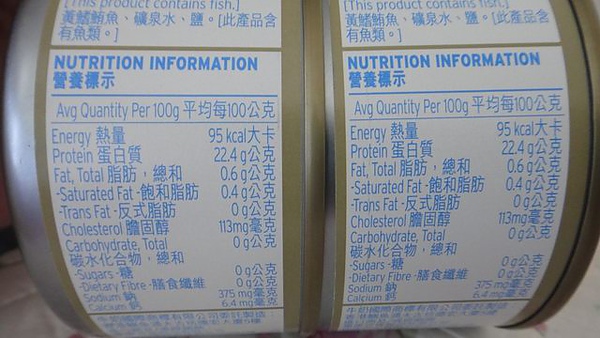 [This product contains fish.]
黃鰭鮪魚、礦泉水、鹽。[此產品含
有魚類。]
NUTRITION INFORMATION
營養標示
Avg Quantity Per 100g 平均每100公克
Energy 熱量 95 kcal大卡
Protein 蛋白質 22.4 g公克
Fat, Total 脂肪，總和 0.6 g公克
-Saturated Fat -飽和脂肪 0.4 g公克
-Trans Fat -反式脂肪 0 g公克
Cholesterol 膽固醇 113mg毫克
Carbohydrate, Total 0 g公克
碳水化合物，總和
-Sugars -糖 0 g公克
-Dietary Fibre -膳食纖維 0 g公克
Sodium 鈉 375 mg毫克
Calcium 鈣 6.4 mg毫克
[This product contains fish.]
黃鰭鮪魚、礦泉水、鹽。[此產品含
有魚類。]
NUTRITION INFORMATION
營養標示
Avg Quantity Per 100g 平均每100公克
Energy 熱量 95 kcal大卡
Protein 蛋白質 22.4 g公克
Fat, Total 脂肪，總和 0.6 g公克
-Saturated Fat -飽和脂肪 0.4 g公克
-Trans Fat -反式脂肪 0 g公克
Cholesterol 膽固醇 113mg毫克
Carbohydrate, Total 0 g公克
碳水化合物，總和
-Sugars -糖 0 g公克
-Dietary Fibre -膳食纖維 0 g公克
Sodium 鈉 375 mg毫克
Calcium 鈣 6.4 mg毫克